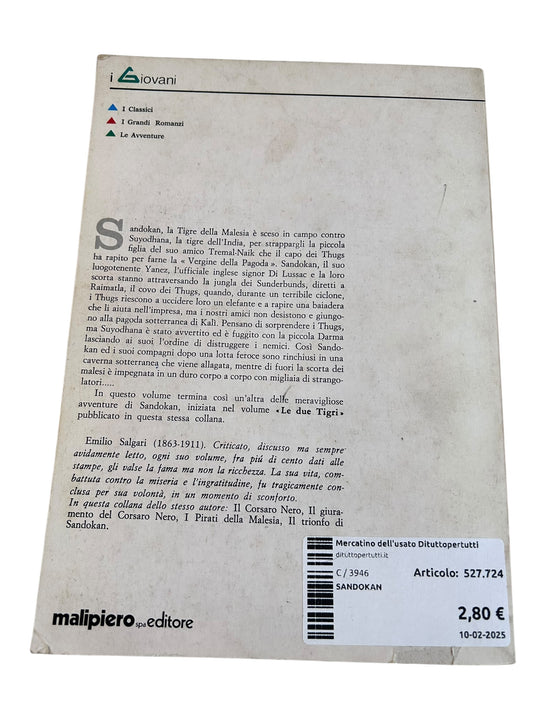 i Giovani
I Classici
I Grandi Romanzi
Le Avventure
Sandokan, la Tigre della Malesia è sceso in campo contro
Suyodhana, la tigre dell'India, per strappargli la piccola
figlia del suo amico Tremal-Naik che il capo dei Thugs
ha rapito per farne la « Vergine della Pagoda ». Sandokan, il suo
luogotenente Yanez, l'ufficiale inglese signor Di Lussac e la loro
scorta stanno attraversando la jungla dei Sunderbunds, diretti a
Raimatla, il covo dei Thugs, quando, durante un terribile ciclone,
i Thugs riescono a uccidere loro un elefante e a rapire una baiadera
che li aiuta nell'impresa, ma i nostri amici non desistono e giungo-
no alla pagoda sotterranea di Kalì. Pensano di sorprendere i Thugs,
ma Suyodhana è stato avvertito ed è fuggito con la piccola Darma
lasciando ai suoi l'ordine di distruggere i nemici. Così Sando-
kan ed i suoi compagni dopo una lotta feroce sono rinchiusi in una
caverna sotterranea che viene allagata, mentre di fuori la scorta dei
malesi è impegnata in un duro corpo a corpo con migliaia di strango-
latori.....
In questo volume termina così un'altra delle meravigliose
avventure di Sandokan, iniziata nel volume «Le due Tigri»
pubblicato in questa stessa collana.
Emilio Salgari (1863-1911). Criticato, discusso ma sempre
avidamente letto, ogni suo volume, fra più di cento dati alle
stampe, gli valse la fama ma non la ricchezza. La sua vita, com-
battuta contro la miseria e l'ingratitudine, fu tragicamente con-
clusa per sua volontà, in un momento di sconforto.
In questa collana dello stesso autore: Il Corsaro Nero, Il giura-
mento del Corsaro Nero, I Pirati della Malesia, Il trionfo di
Sandokan.
malipiero spa editore
Mercatino dell'usato Dituttopertutti
dituttopertutti.it
C / 3946 Articolo: 527.724
SANDOKAN
2,80 €
10-02-2025